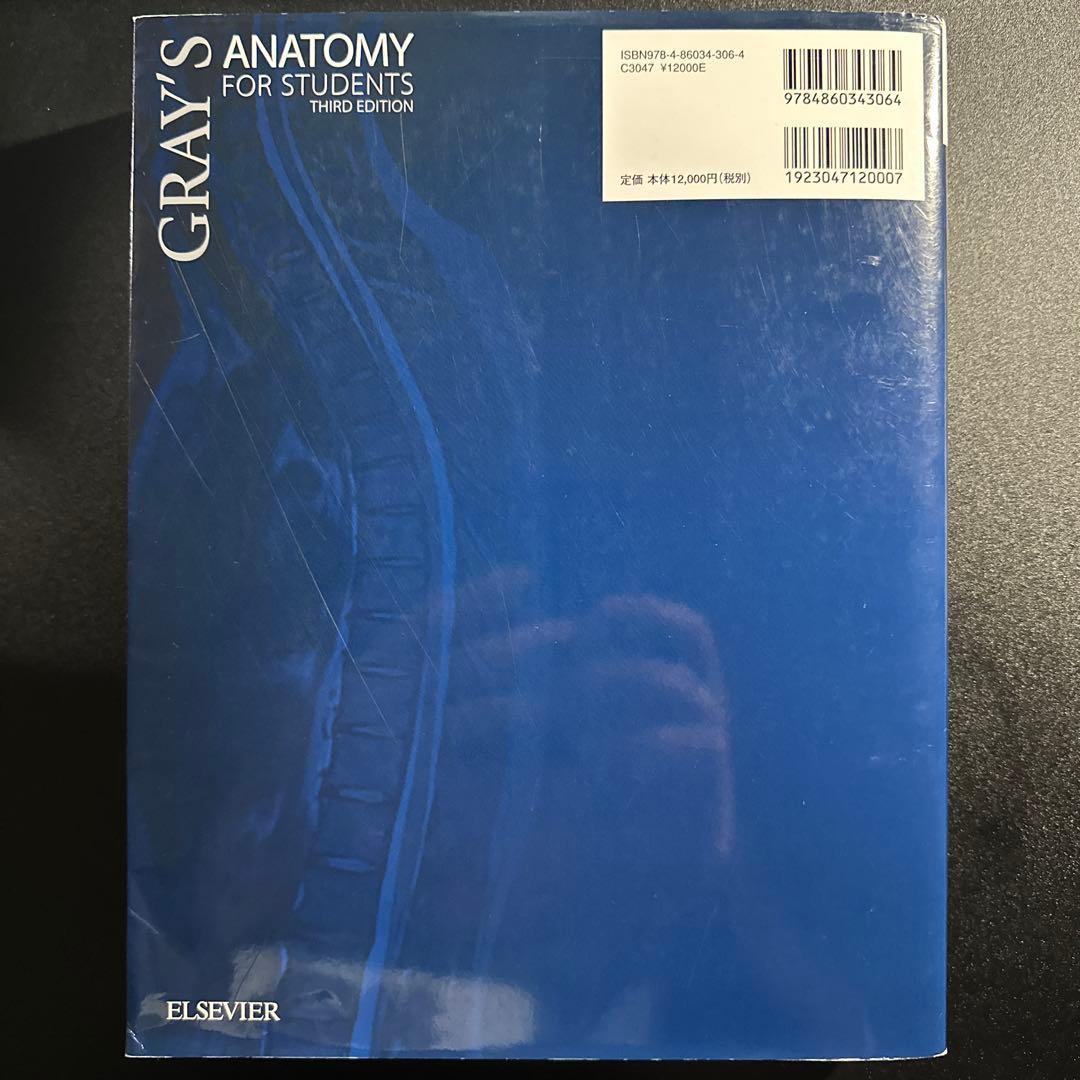 GRAY'S
ANATOMY
FOR STUDENTS
THIRD EDITION
ISBN978-4-86034-306-4
C3047 ¥12000E
9784860343064
定価 本体12,000円(税別)
1923047120007
ELSEVIER